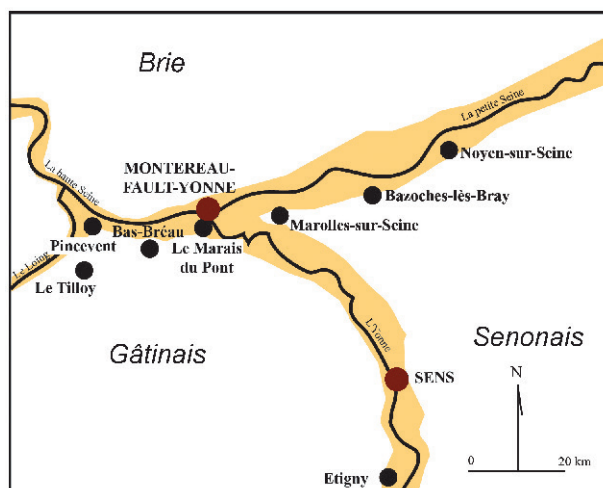 Brie
La petite Seine
La haute Seine
MONTEREAU-
FAULT-YONNE
Noyen-sur-Seine
Bazoches-lès-Bray
Marolles-sur-Seine
Bas-Bréau
Pincevent
Le Marais
du Pont
Le Loing
Le Tilloy
L'Yonne
Gâtinais
Senonais
SENS
N
0 20 km
Etigny